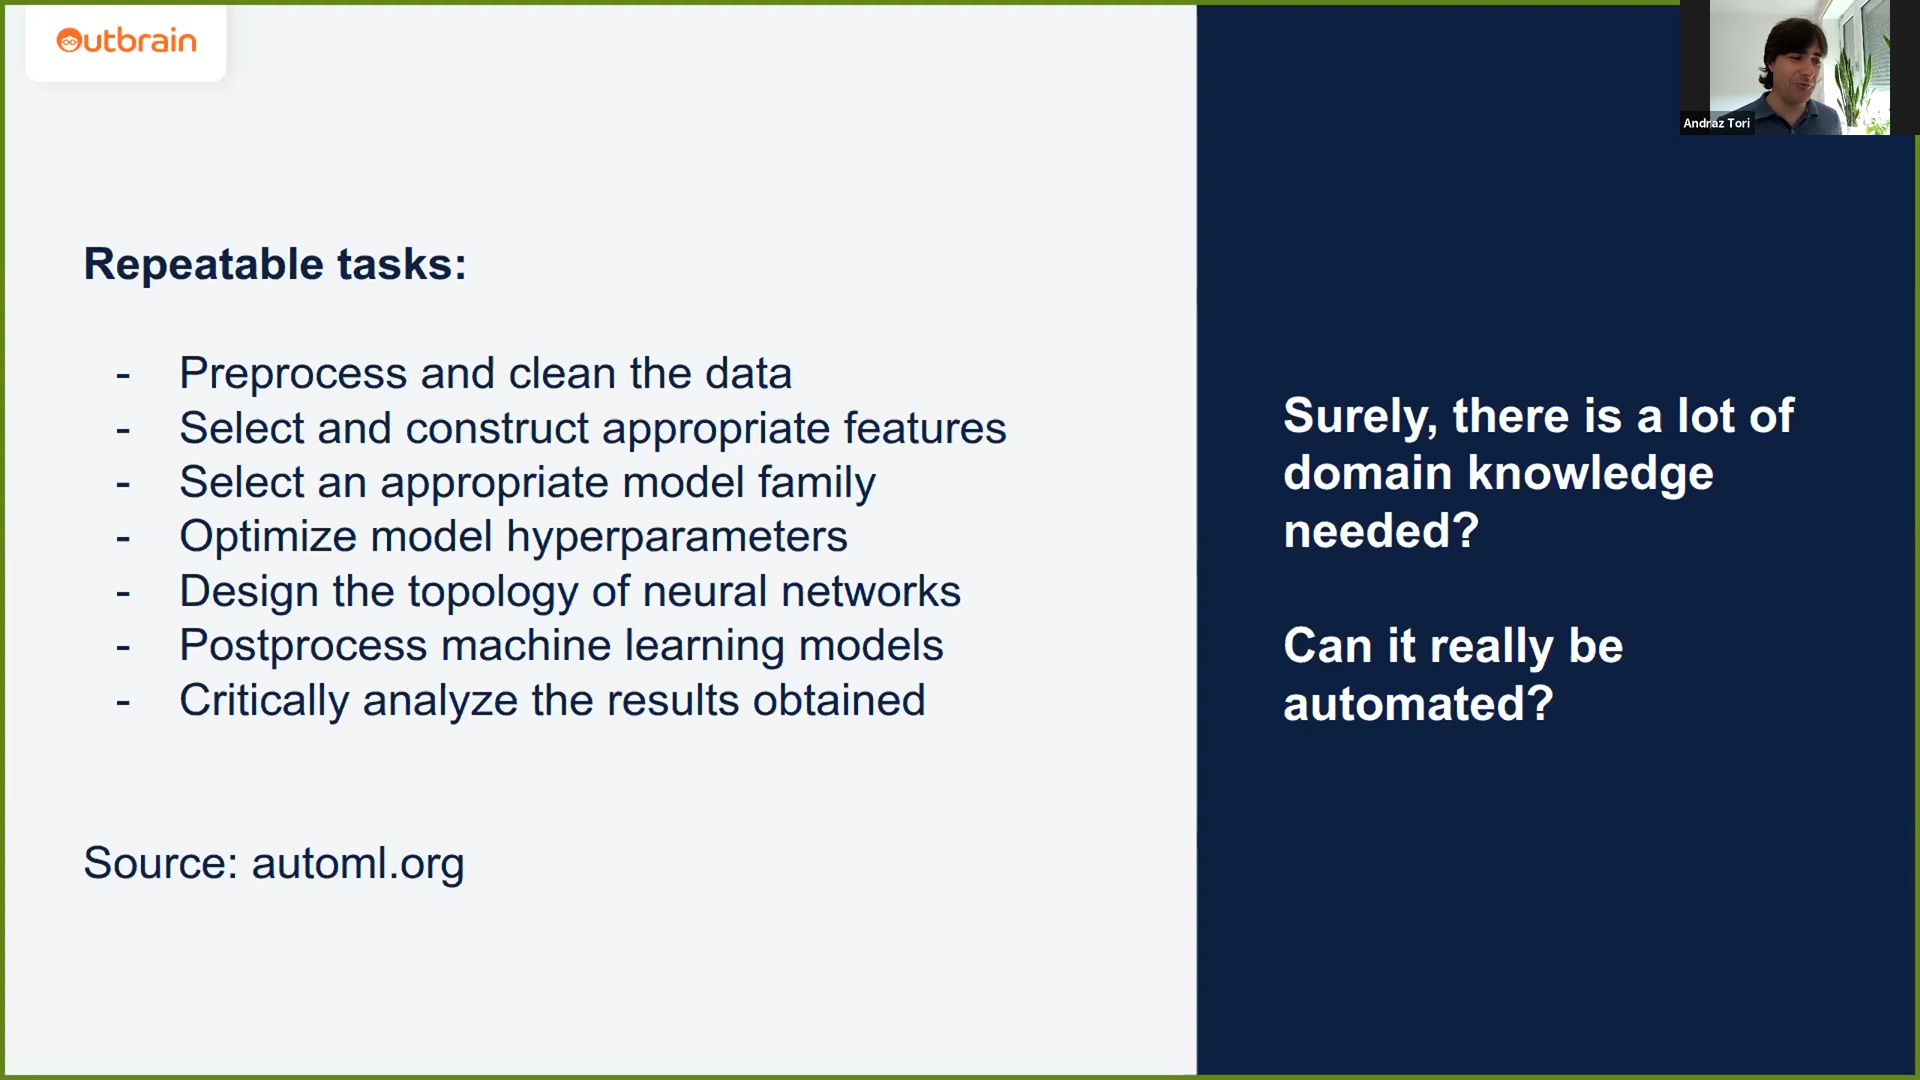 Outbrain
Andraz Tori
Repeatable tasks:
- Preprocess and clean the data
- Select and construct appropriate features
- Select an appropriate model family
- Optimize model hyperparameters
- Design the topology of neural networks
- Postprocess machine learning models
- Critically analyze the results obtained
Source: automl.org
Surely, there is a lot of
domain knowledge
needed?
Can it really be
automated?